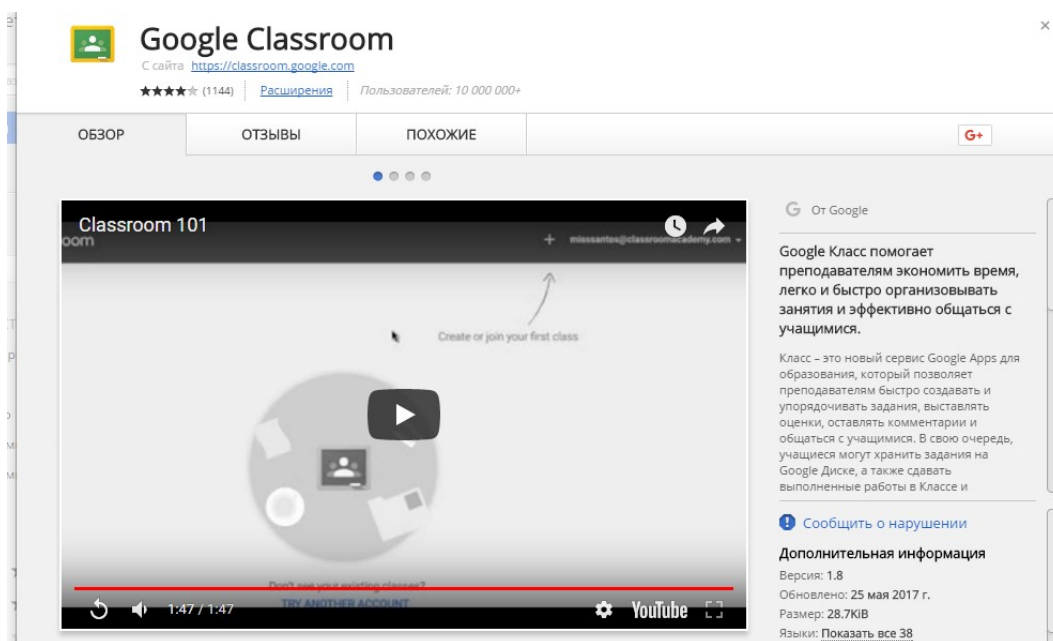 Google Classroom
С сайта https://classroom.google.com
(1144) Расширения Пользователей: 10 000 000+
ОБЗОР ОТЗЫВЫ ПОХОЖИЕ
G+
Classroom 101
oom
misssantos@classroomacademy.com
Create or join your first class
Don't see your existing classes?
TRY ANOTHER ACCOUNT
1:47 / 1:47 YouTube
От Google
Google Класс помогает
преподавателям экономить время,
легко и быстро организовывать
занятия и эффективно общаться с
учащимися.
Класс – это новый сервис Google Apps для
образования, который позволяет
преподавателям быстро создавать и
упорядочивать задания, выставлять
оценки, оставлять комментарии и
общаться с учащимися. В свою очередь,
учащиеся могут хранить задания на
Google Диске, а также сдавать
выполненные работы в Классе и
Сообщить о нарушении
Дополнительная информация
Версия: 1.8
Обновлено: 25 мая 2017 г.
Размер: 28.7KiB
Языки: Показать все 38